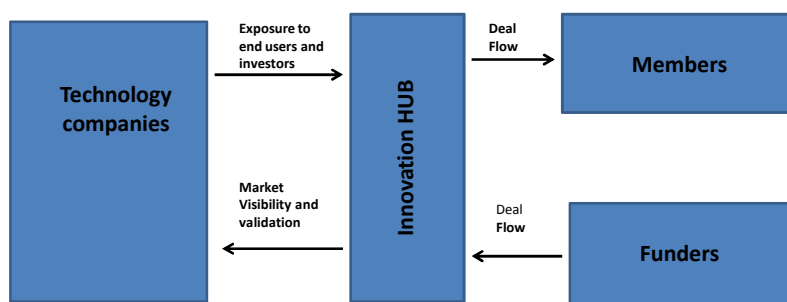 Exposure to
end users and
investors
Deal
Flow
Technology
companies
Innovation HUB
Members
Market
Visibility and
validation
Deal
Flow
Funders